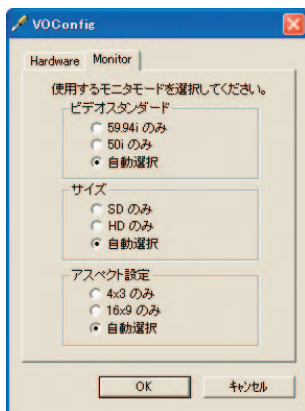 VOConfig
Hardware Monitor
使用するモニタモードを選択してください。
ビデオスタンダード
59.94i のみ
50i のみ
自動選択
サイズ
SD のみ
HD のみ
自動選択
アスペクト設定
4x3 のみ
16x9 のみ
自動選択
OK キャンセル